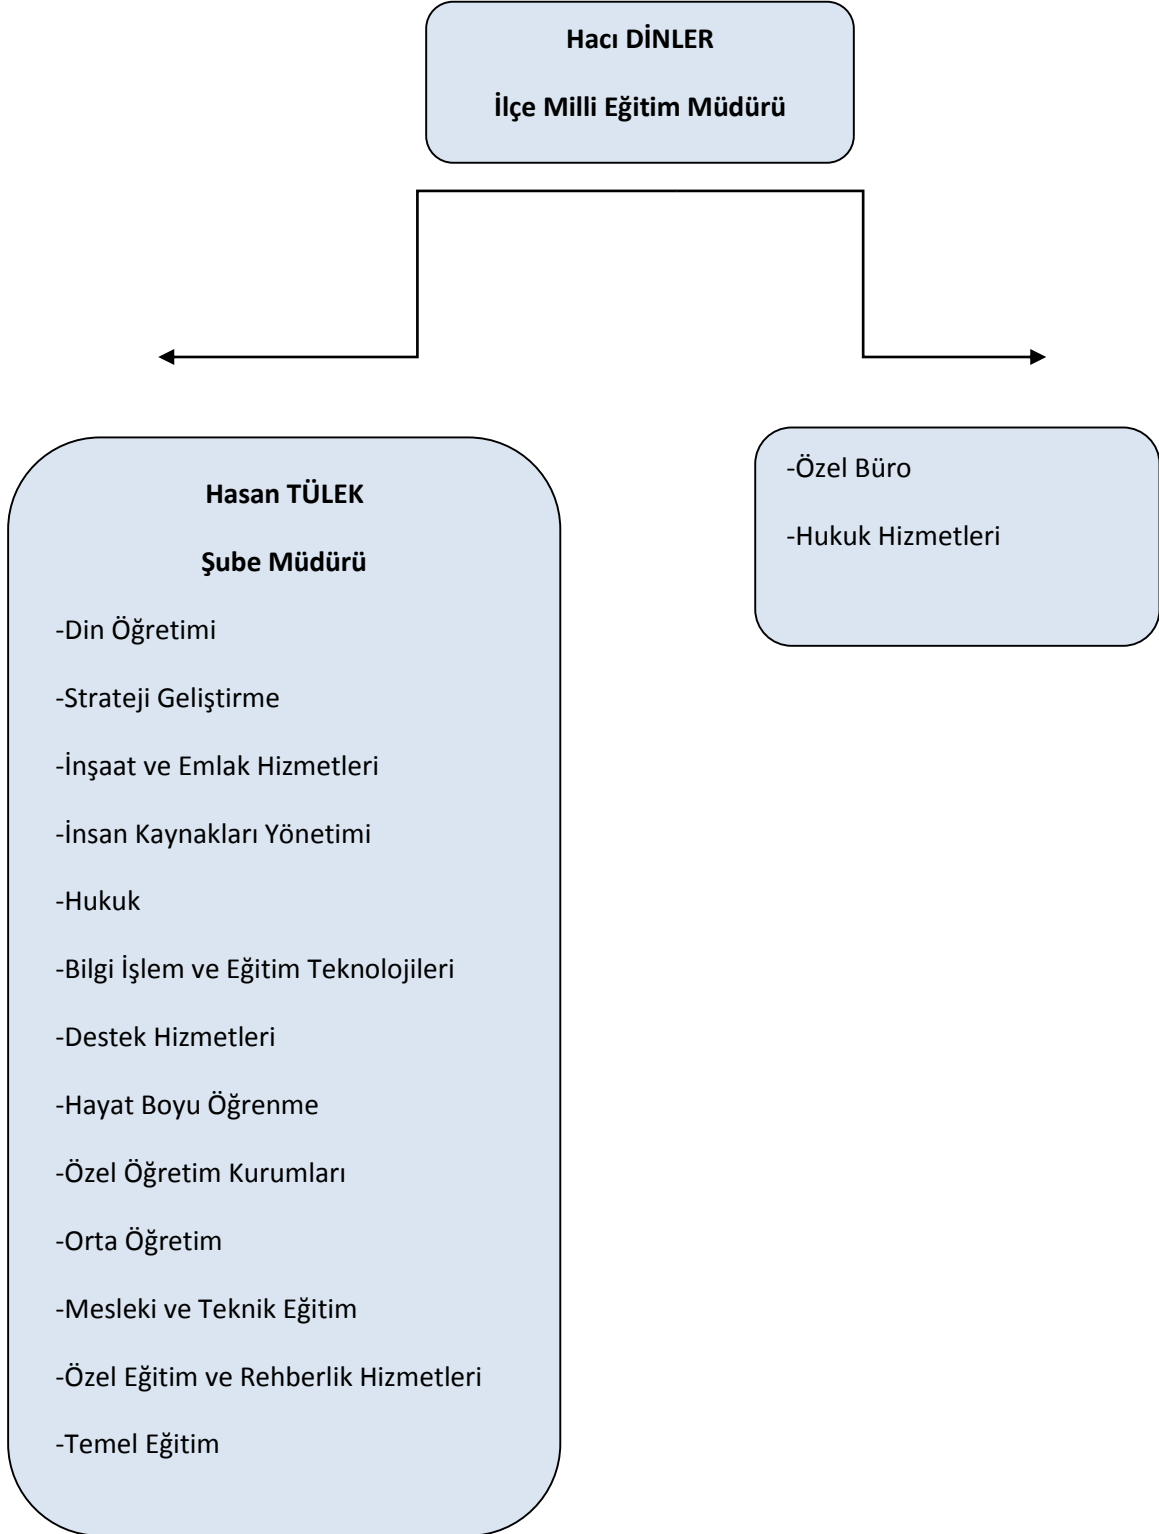 Hacı DİNLER
İlçe Milli Eğitim Müdürü
Hasan TÜLEK
Şube Müdürü
-Din Öğretimi
-Strateji Geliştirme
-İnşaat ve Emlak Hizmetleri
-İnsan Kaynakları Yönetimi
-Hukuk
-Bilgi İşlem ve Eğitim Teknolojileri
-Destek Hizmetleri
-Hayat Boyu Öğrenme
-Özel Öğretim Kurumları
-Orta Öğretim
-Mesleki ve Teknik Eğitim
-Özel Eğitim ve Rehberlik Hizmetleri
-Temel Eğitim
-Özel Büro
-Hukuk Hizmetleri